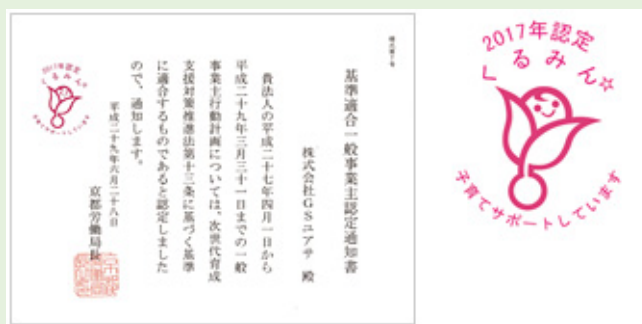 様式第七号
基準適合一般事業主認定通知書
株式会社GSユアサ 殿
貴法人の平成二十七年四月一日から
平成二十九年三月三十一日までの一般
事業主行動計画については、次世代育成
支援対策推進法第十三条に基づく基準
に適合するものであると認定しました
ので、通知します。
平成二十九年六月二十八日
京都労働局長
2017年認定
くるみん☆
子育てサポートしています